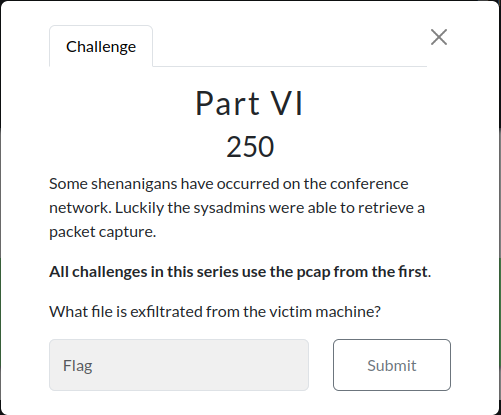 Challenge
Part VI
250
Some shenanigans have occurred on the conference
network. Luckily the sysadmins were able to retrieve a
packet capture.
All challenges in this series use the pcap from the first.
What file is exfiltrated from the victim machine?
Flag
Submit